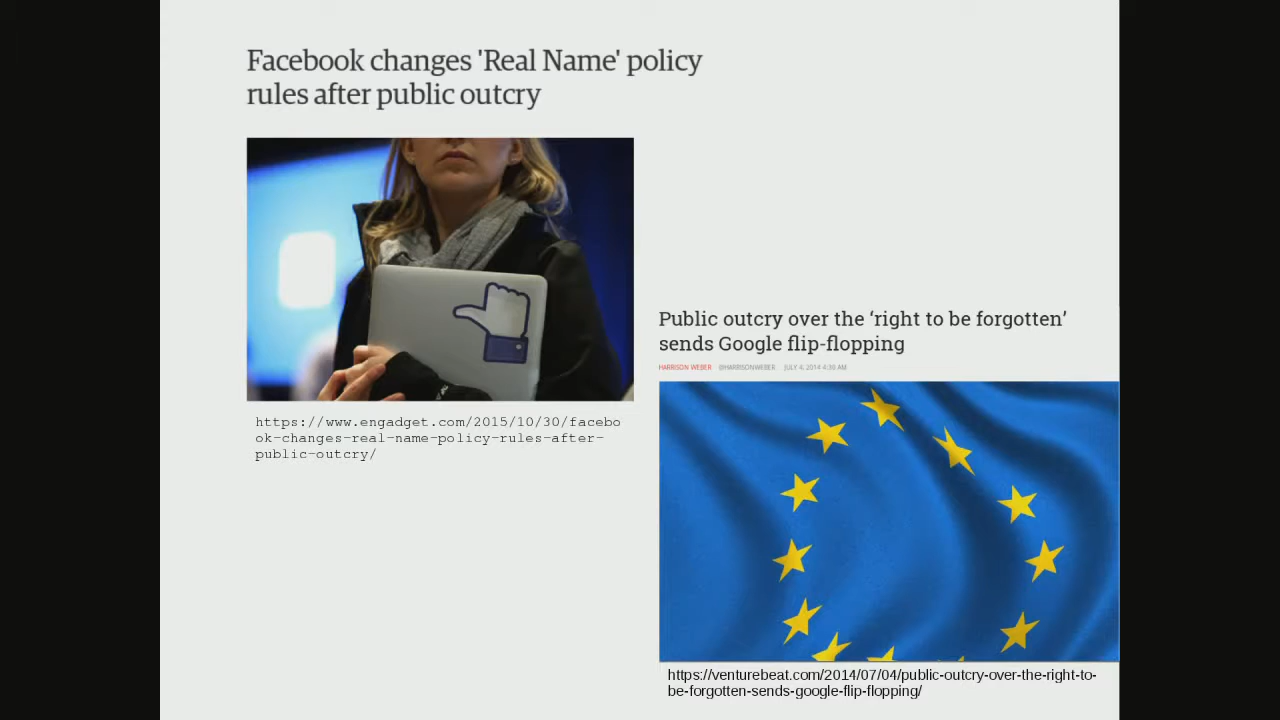 Facebook changes 'Real Name' policy
rules after public outcry
https://www.engadget.com/2015/10/30/facebo
ok-changes-real-name-policy-rules-after-
public-outcry/
Public outcry over the ‘right to be forgotten’
sends Google flip-flopping
HARRISON WEBER @HARRISONWEBER JULY 4, 2014 4:30 AM
https://venturebeat.com/2014/07/04/public-outcry-over-the-right-to-
be-forgotten-sends-google-flip-flopping/